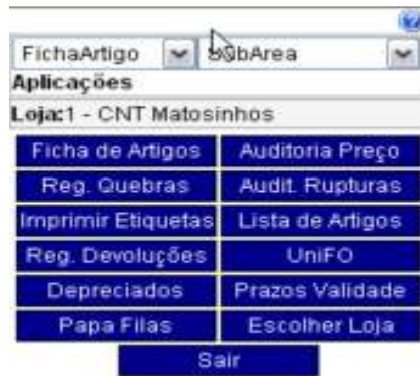 FichaArtigo SubArea
Aplicações
Loja:1 - CNT Matosinhos
Ficha de Artigos Auditoria Preço
Reg. Quebras Audit. Rupturas
Imprimir Etiquetas Lista de Artigos
Reg. Devoluções UniFO
Depreciados Prazos Validade
Papa Filas Escolher Loja
Sair